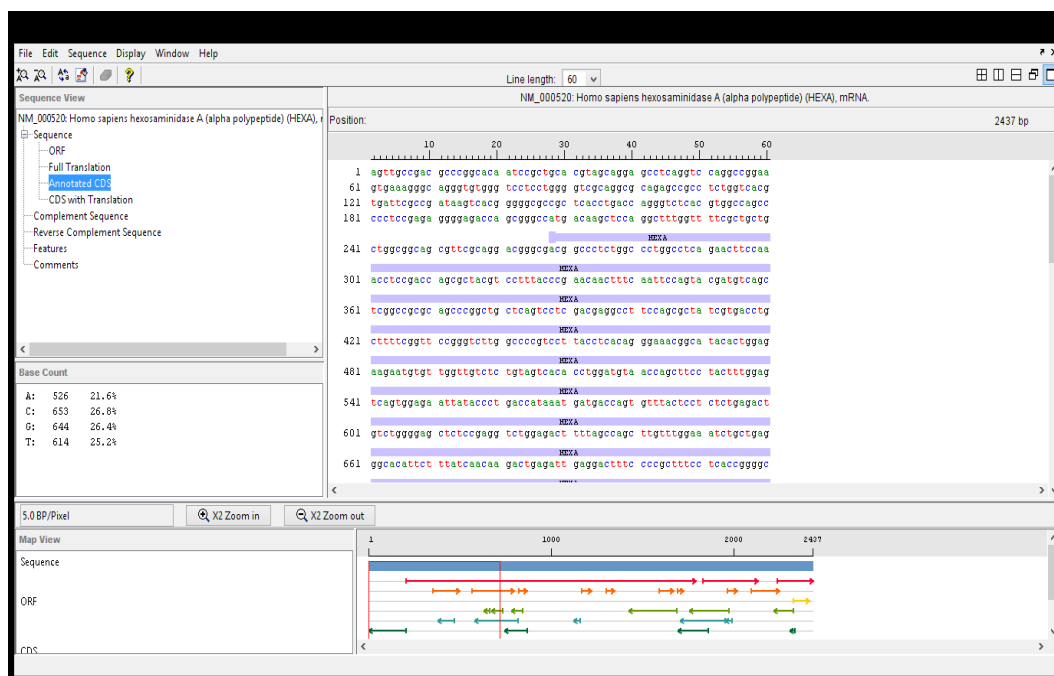 File Edit Sequence Display Window Help
Line length: 60
Sequence View
NM_000520: Homo sapiens hexosaminidase A (alpha polypeptide) (HEXA), r
Sequence
ORF
Full Translation
Annotated CDS
CDS with Translation
Complement Sequence
Reverse Complement Sequence
Features
Comments
Base Count
A: 526 21.6%
C: 653 26.8%
G: 644 26.4%
T: 614 25.2%
NM_000520: Homo sapiens hexosaminidase A (alpha polypeptide) (HEXA), mRNA.
Position: 2437 bp
10 20 30 40 50 60
1 agttgccgac gcccggcaca atccgctgca cgtagcagga gcctcaggtc caggccggaa
61 gtgaaagggc agggtgtggg tcctcctggg gtcgcaggcg cagagccgcc tctggtcacg
121 tgattcgccg ataagtcacg ggggcgccgc tcacctgacc agggtctcac gtggccagcc
181 ccctccgaga ggggagacca gcgggccatg acaagctcca ggctttggtt ttcgctgctg
HEXA
241 ctggcggcag cgttcgcagg acgggcgacg gccctctggc cctggcctca gaacttccaa
HEXA
301 acctccgacc agcgctacgt cctttacccg aacaactttc aattccagta cgatgtcagc
HEXA
361 tcggccgcgc agcccggctg ctcagtcctc gacgaggcct tccagcgcta tcgtgacctg
HEXA
421 cttttcggtt ccgggtcttg gccccgtcct tacctcacag ggaaacggca tacactggag
HEXA
481 aagaatgtgt tggttgtctc tgtagtcaca cctggatgta accagcttcc tactttggag
HEXA
541 tcagtggaga attataccct gaccataaat gatgaccagt gtttactcct ctctgagact
HEXA
601 gtctggggag ctctccgagg tctggagact tttagccagc ttgtttggaa atctgctgag
HEXA
661 ggcacattct ttatcaacaa gactgagatt gaggactttc cccgctttcc tcaccggggc
5.0 BP/Pixel X2 Zoom in X2 Zoom out
Map View
1 1000 2000 2437
Sequence
ORF
CDS